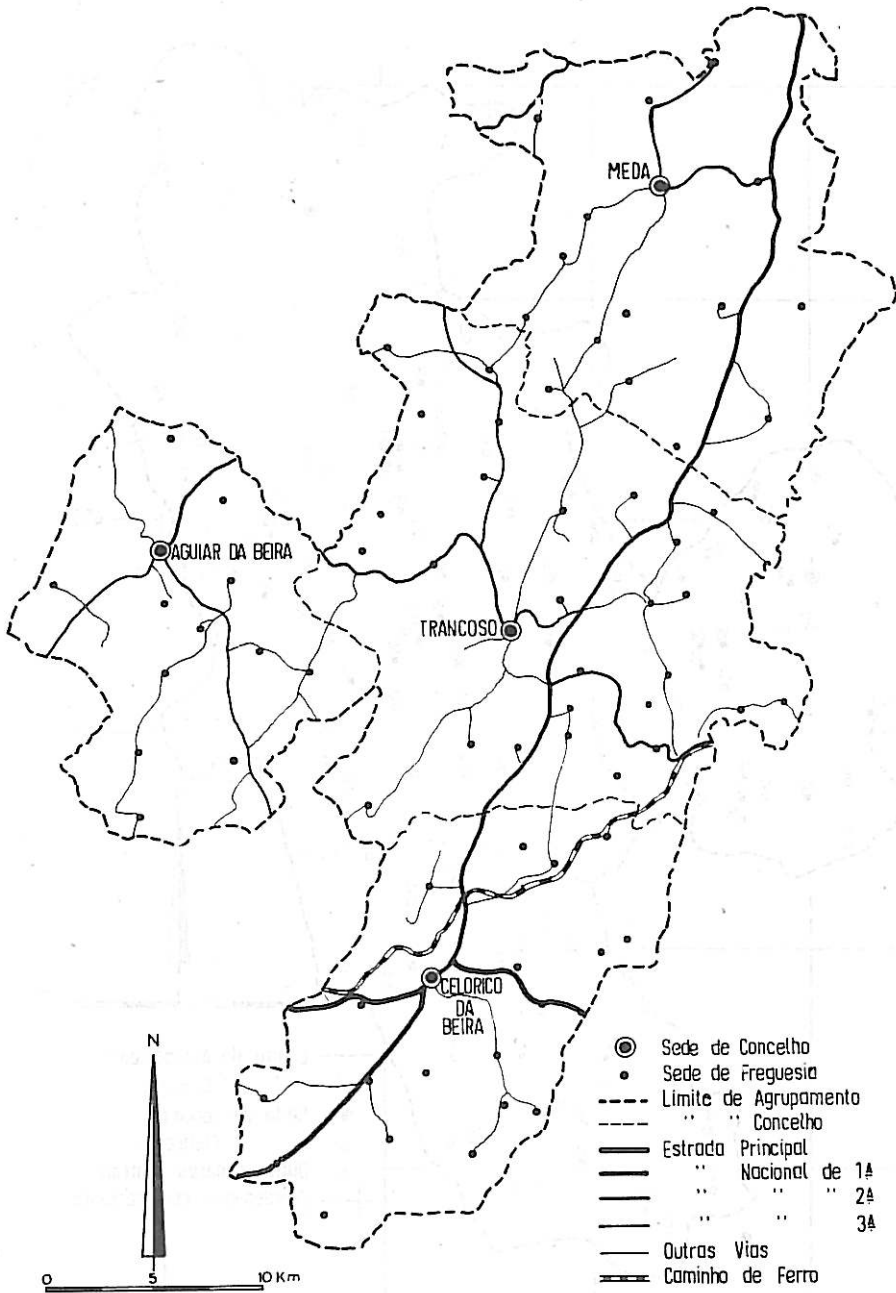 MEDA
AGUIAR DA BEIRA
TRANCOSO
CELORICO
DA
BEIRA
N
0 5 10 Km
Sede de Concelho
Sede de Freguesia
Limite de Agrupamento
" " Concelho
Estrada Principal
" Nacional de 1ª
" " " 2ª
" " 3ª
Outras Vias
Caminho de Ferro